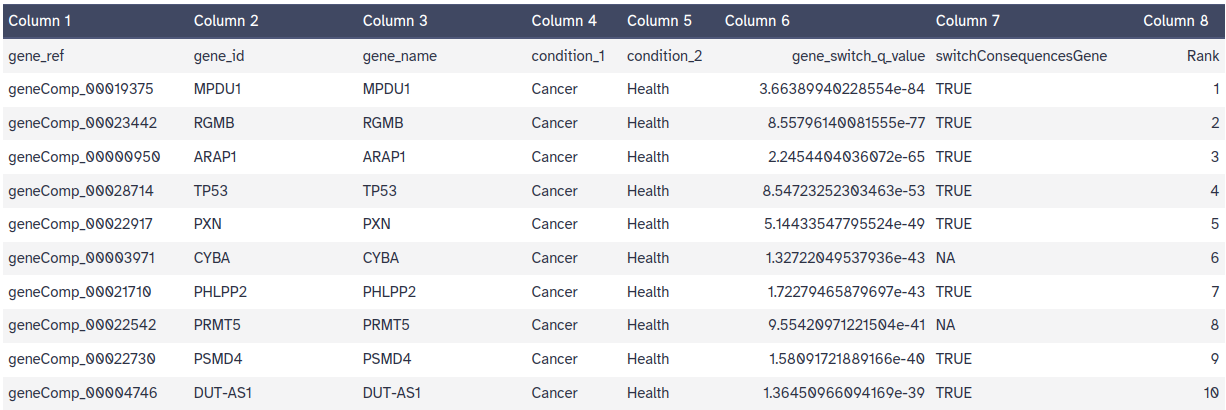 Column 1 Column 2 Column 3 Column 4 Column 5 Column 6 Column 7 Column 8
gene_ref gene_id gene_name condition_1 condition_2 gene_switch_q_value switchConsequencesGene Rank
geneComp_00019375 MPDU1 MPDU1 Cancer Health 3.66389940228554e-84 TRUE 1
geneComp_00023442 RGMB RGMB Cancer Health 8.55796140081555e-77 TRUE 2
geneComp_00000950 ARAP1 ARAP1 Cancer Health 2.2454404036072e-65 TRUE 3
geneComp_00028714 TP53 TP53 Cancer Health 8.54723252303463e-53 TRUE 4
geneComp_00022917 PXN PXN Cancer Health 5.14433547795524e-49 TRUE 5
geneComp_00003971 CYBA CYBA Cancer Health 1.32722049537936e-43 NA 6
geneComp_00021710 PHLPP2 PHLPP2 Cancer Health 1.72279465879697e-43 TRUE 7
geneComp_00022542 PRMT5 PRMT5 Cancer Health 9.55420971221504e-41 NA 8
geneComp_00022730 PSMD4 PSMD4 Cancer Health 1.58091721889166e-40 TRUE 9
geneComp_00004746 DUT-AS1 DUT-AS1 Cancer Health 1.36450966094169e-39 TRUE 10